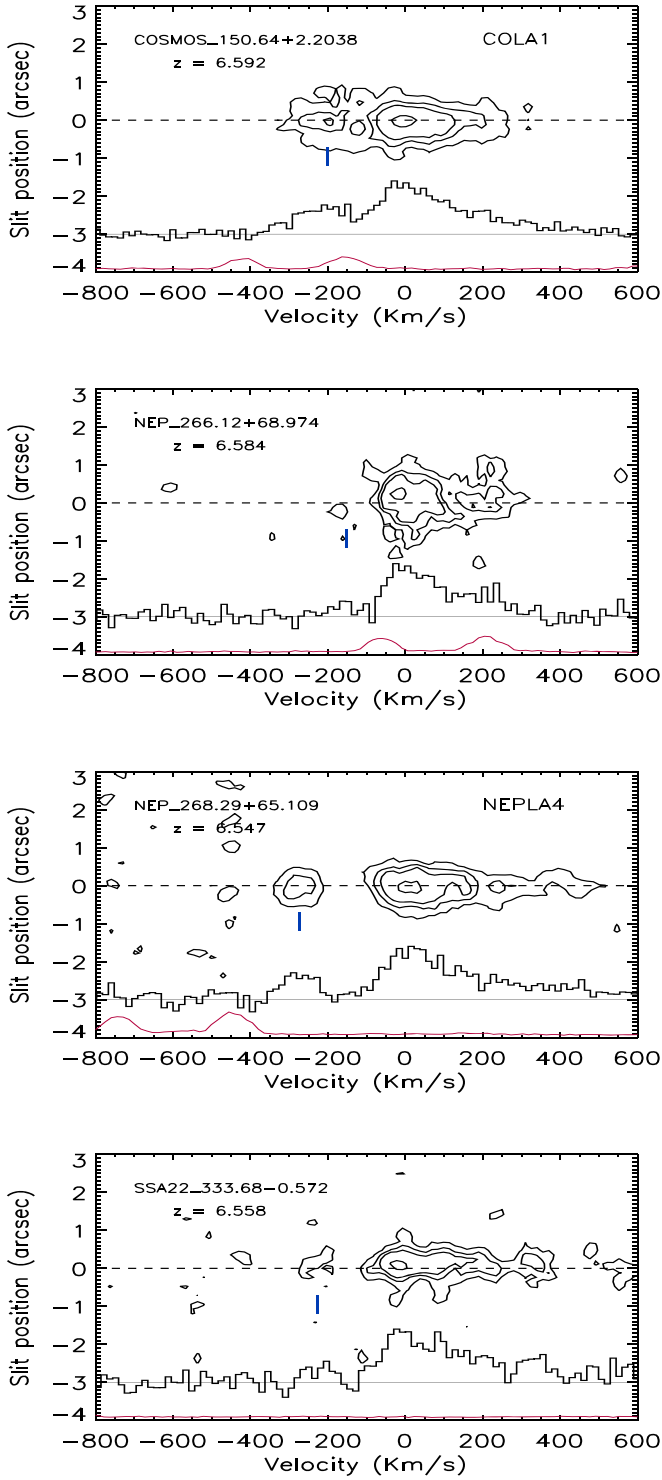 COSMOS_150.64+2.2038 COLA1
z = 6.592
3
2
1
0
−1
−2
−3
−4
Slit position (arcsec)
−800 −600 −400 −200 0 200 400 600
Velocity (Km/s)
NEP_266.12+68.974
z = 6.584
3
2
1
0
−1
−2
−3
−4
Slit position (arcsec)
−800 −600 −400 −200 0 200 400 600
Velocity (Km/s)
NEP_268.29+65.109 NEPLA4
z = 6.547
3
2
1
0
−1
−2
−3
−4
Slit position (arcsec)
−800 −600 −400 −200 0 200 400 600
Velocity (Km/s)
SSA22_333.68−0.572
z = 6.558
3
2
1
0
−1
−2
−3
−4
Slit position (arcsec)
−800 −600 −400 −200 0 200 400 600
Velocity (Km/s)